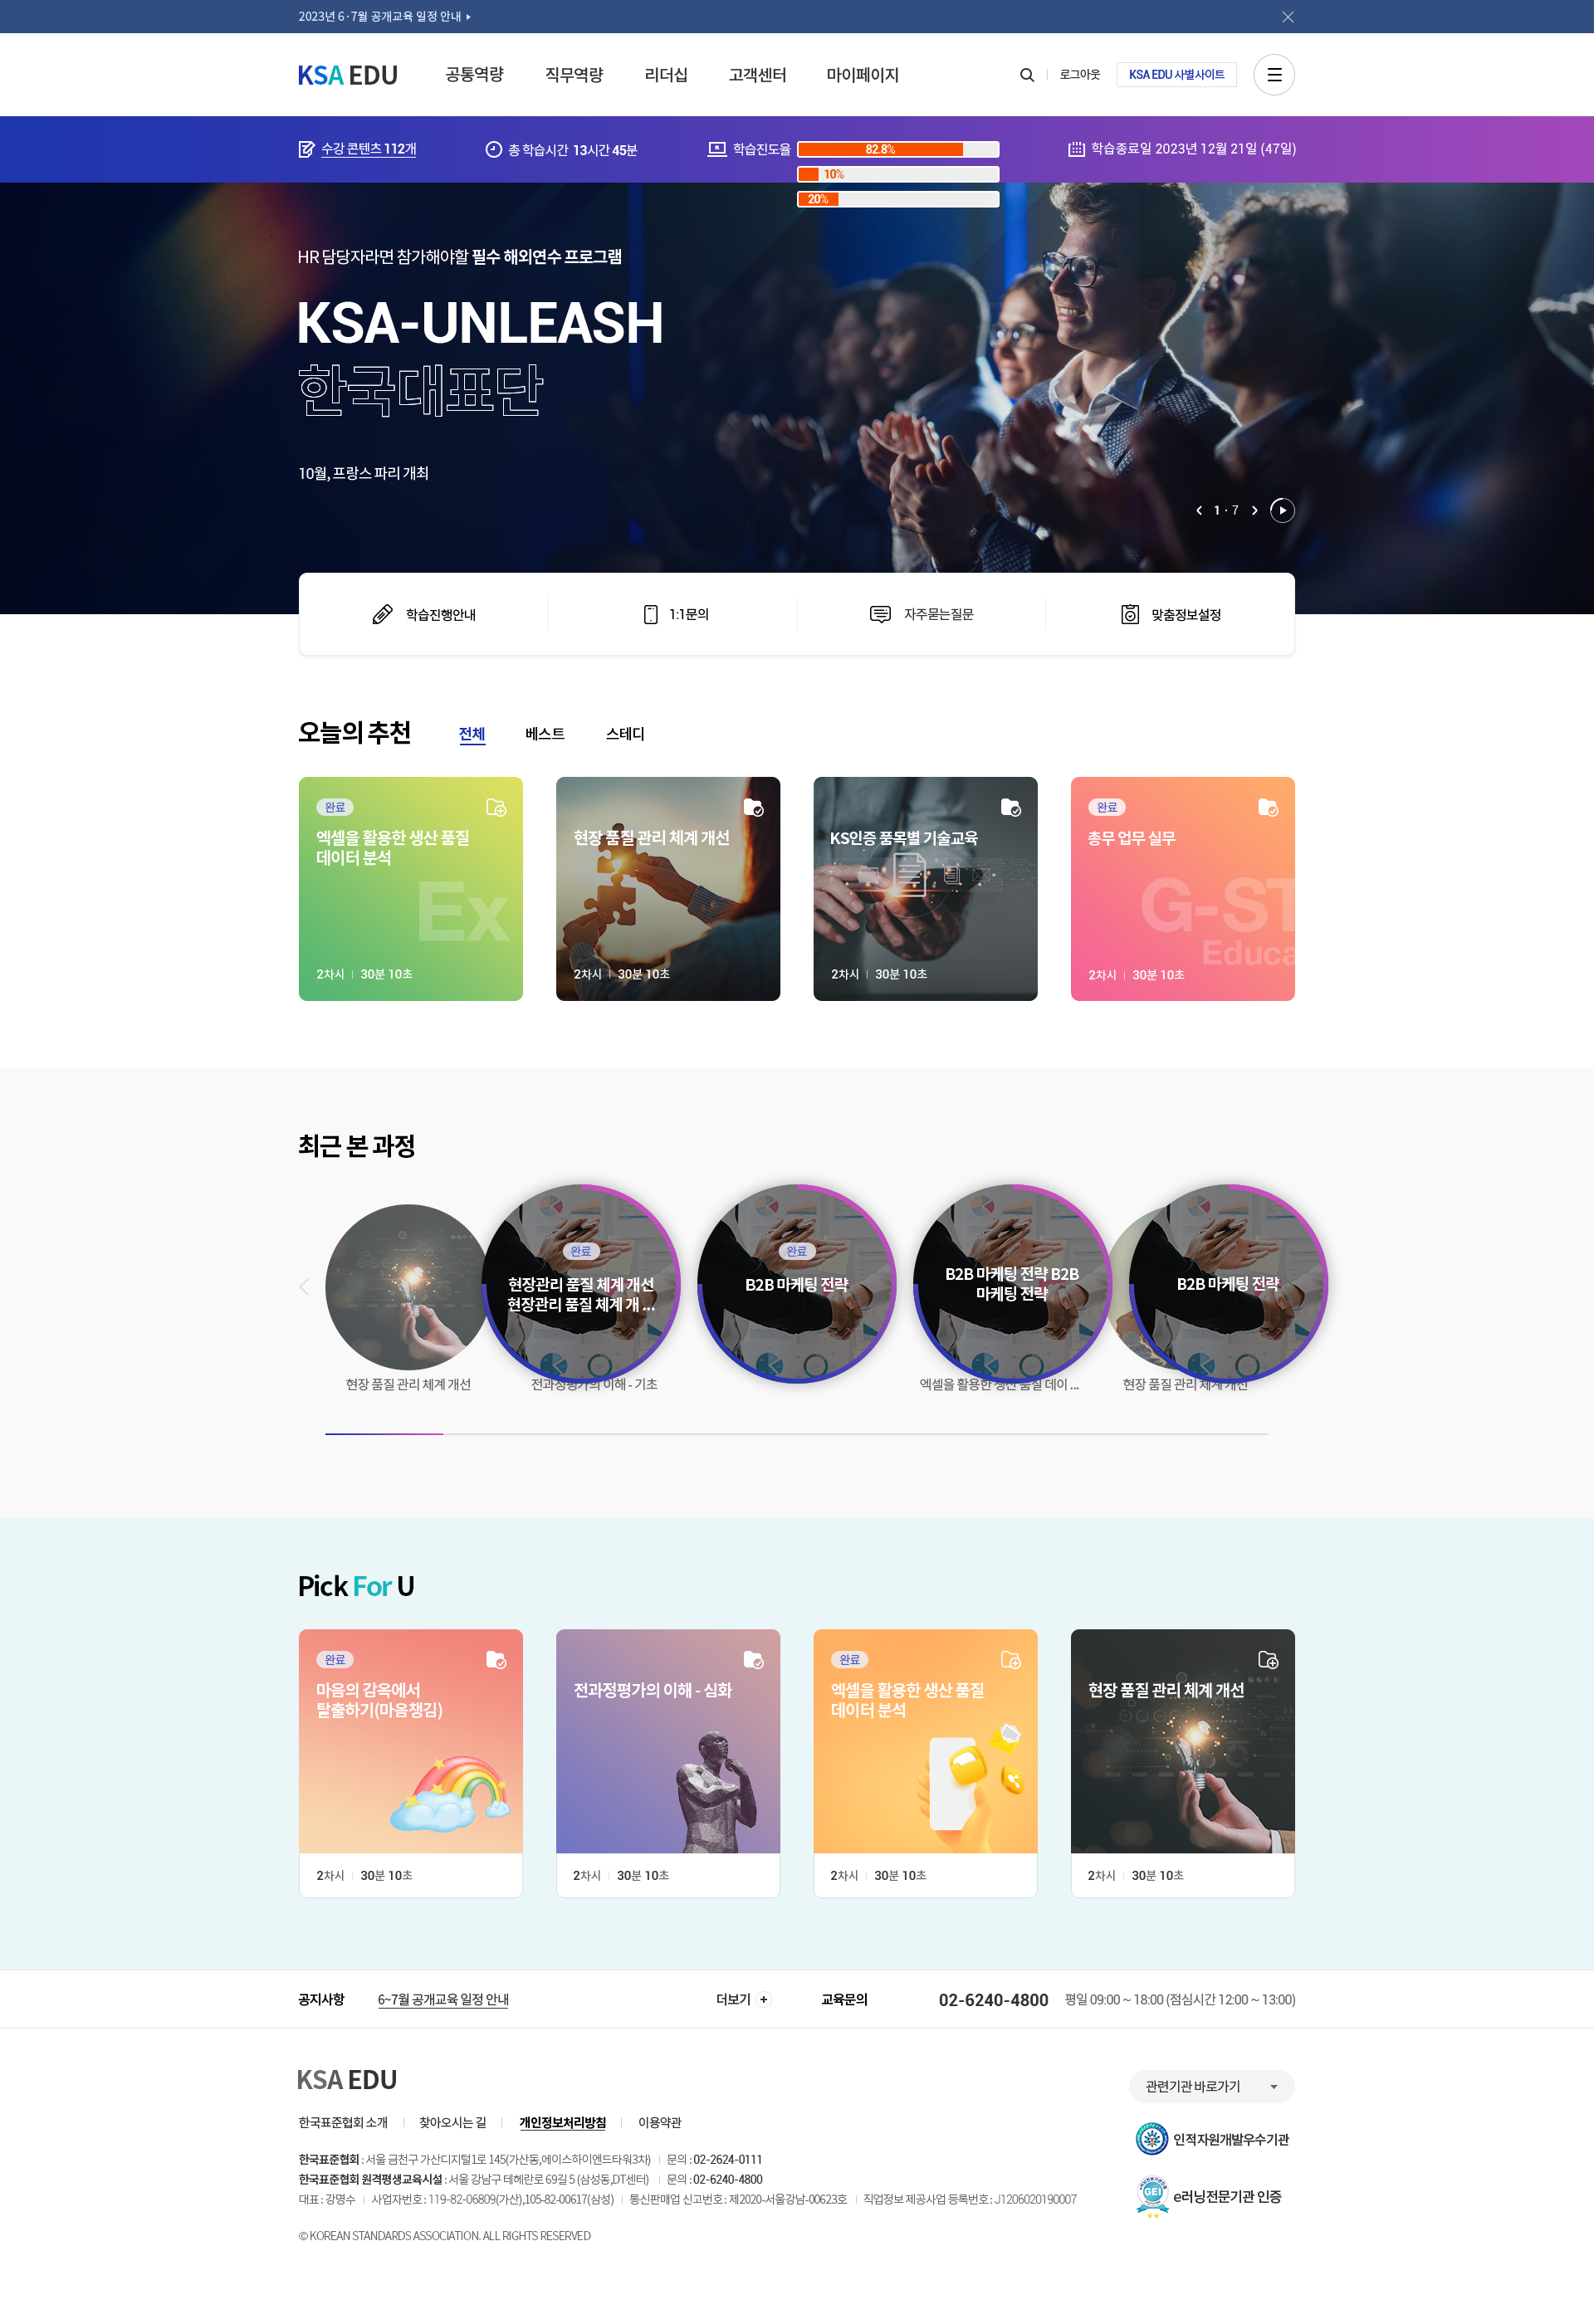 2023년 6·7월 공개교육 일정 안내
KSA EDU
공통역량
직무역량
리더십
고객센터
마이페이지
로그아웃
KSA EDU 사별사이트
수강 콘텐츠 112개
총 학습시간 13시간 45분
학습진도율
82.8%
10%
20%
학습종료일 2023년 12월 21일 (47일)
HR 담당자라면 참가해야할 필수 해외연수 프로그램
KSA-UNLEASH
한국대표단
10월, 프랑스 파리 개최
1 · 7
학습진행안내
1:1문의
자주묻는질문
맞춤정보설정
오늘의 추천
전체
베스트
스테디
완료
엑셀을 활용한 생산 품질
데이터 분석
Ex
2차시
30분 10초
현장 품질 관리 체계 개선
2차시
30분 10초
KS인증 품목별 기술교육
2차시
30분 10초
완료
총무 업무 실무
G-ST
Educa
2차시
30분 10초
최근 본 과정
현장 품질 관리 체계 개선
완료
현장관리 품질 체계 개선
현장관리 품질 체계 개 ...
전과정평가의 이해 - 기초
완료
B2B 마케팅 전략
B2B 마케팅 전략 B2B
마케팅 전략
엑셀을 활용한 생산 품질 데이 ...
B2B 마케팅 전략
현장 품질 관리 체계 개선
Pick For U
완료
마음의 감옥에서
탈출하기(마음챙김)
2차시
30분 10초
전과정평가의 이해 - 심화
2차시
30분 10초
완료
엑셀을 활용한 생산 품질
데이터 분석
2차시
30분 10초
현장 품질 관리 체계 개선
2차시
30분 10초
공지사항
6~7월 공개교육 일정 안내
더보기
교육문의
02-6240-4800
평일 09:00 ~ 18:00 (점심시간 12:00 ~ 13:00)
KSA EDU
관련기관 바로가기
한국표준협회 소개
찾아오시는 길
개인정보처리방침
이용약관
인적자원개발우수기관
한국표준협회 : 서울 금천구 가산디지털1로 145(가산동,에이스하이엔드타워3차)
문의 : 02-2624-0111
한국표준협회 원격평생교육시설 : 서울 강남구 테헤란로 69길 5 (삼성동,DT센터)
문의 : 02-6240-4800
대표 : 강명수
사업자번호 : 119-82-06809(가산),105-82-00617(삼성)
통신판매업 신고번호 : 제2020-서울강남-00623호
직업정보 제공사업 등록번호 : J120602019007
GEI
e러닝전문기관 인증
© KOREAN STANDARDS ASSOCIATION. ALL RIGHTS RESERVED